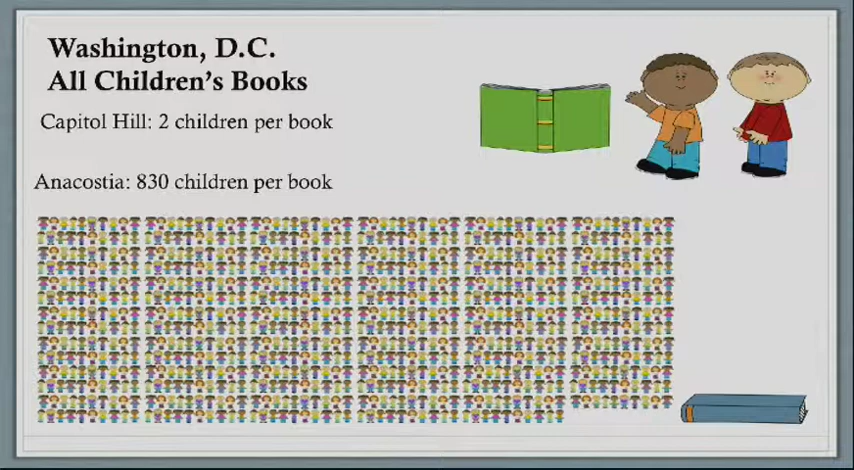 Washington, D.C.
All Children's Books
Capitol Hill: 2 children per book
Anacostia: 830 children per book